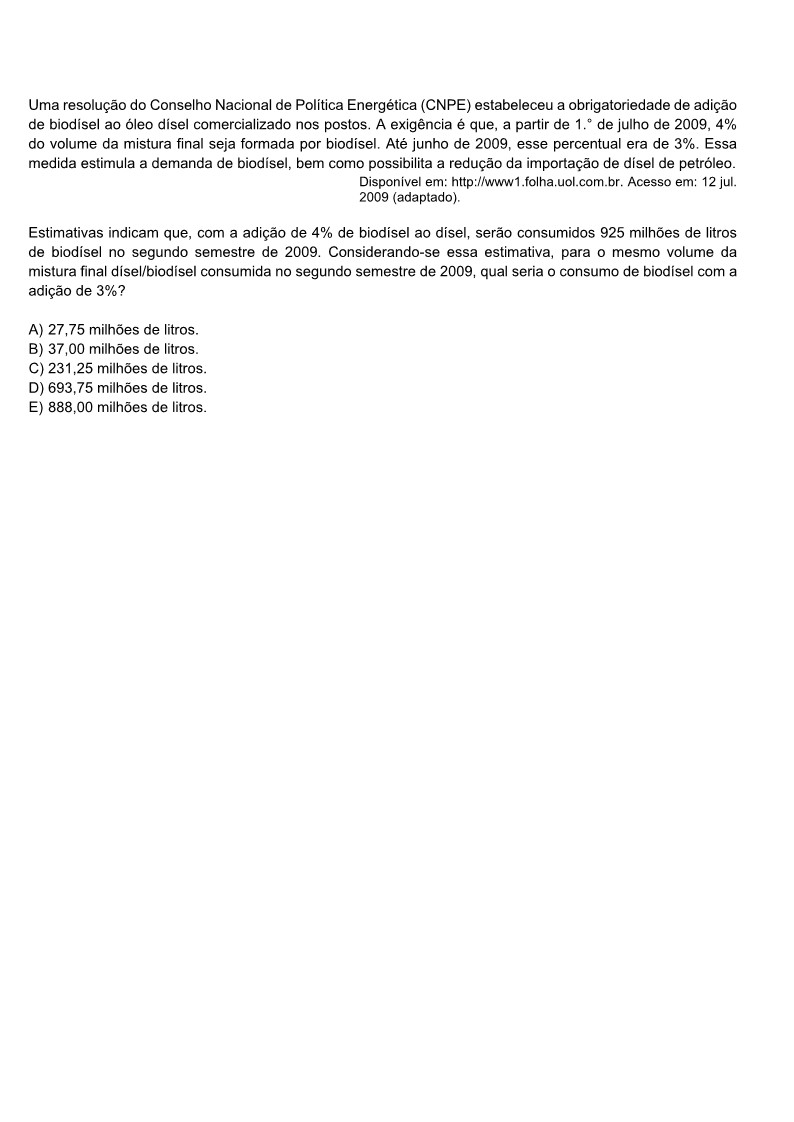 Uma resolução do Conselho Nacional de Política Energética (CNPE) estabeleceu a obrigatoriedade de adição
de biodísel ao óleo dísel comercializado nos postos. A exigência é que, a partir de 1.° de julho de 2009, 4%
do volume da mistura final seja formada por biodísel. Até junho de 2009, esse percentual era de 3%. Essa
medida estimula a demanda de biodísel, bem como possibilita a redução da importação de dísel de petróleo.
Disponível em: http://www1.folha.uol.com.br. Acesso em: 12 jul.
2009 (adaptado).
Estimativas indicam que, com a adição de 4% de biodísel ao dísel, serão consumidos 925 milhões de litros
de biodísel no segundo semestre de 2009. Considerando-se essa estimativa, para o mesmo volume da
mistura final dísel/biodísel consumida no segundo semestre de 2009, qual seria o consumo de biodísel com a
adição de 3%?
A) 27,75 milhões de litros.
B) 37,00 milhões de litros.
C) 231,25 milhões de litros.
D) 693,75 milhões de litros.
E) 888,00 milhões de litros.